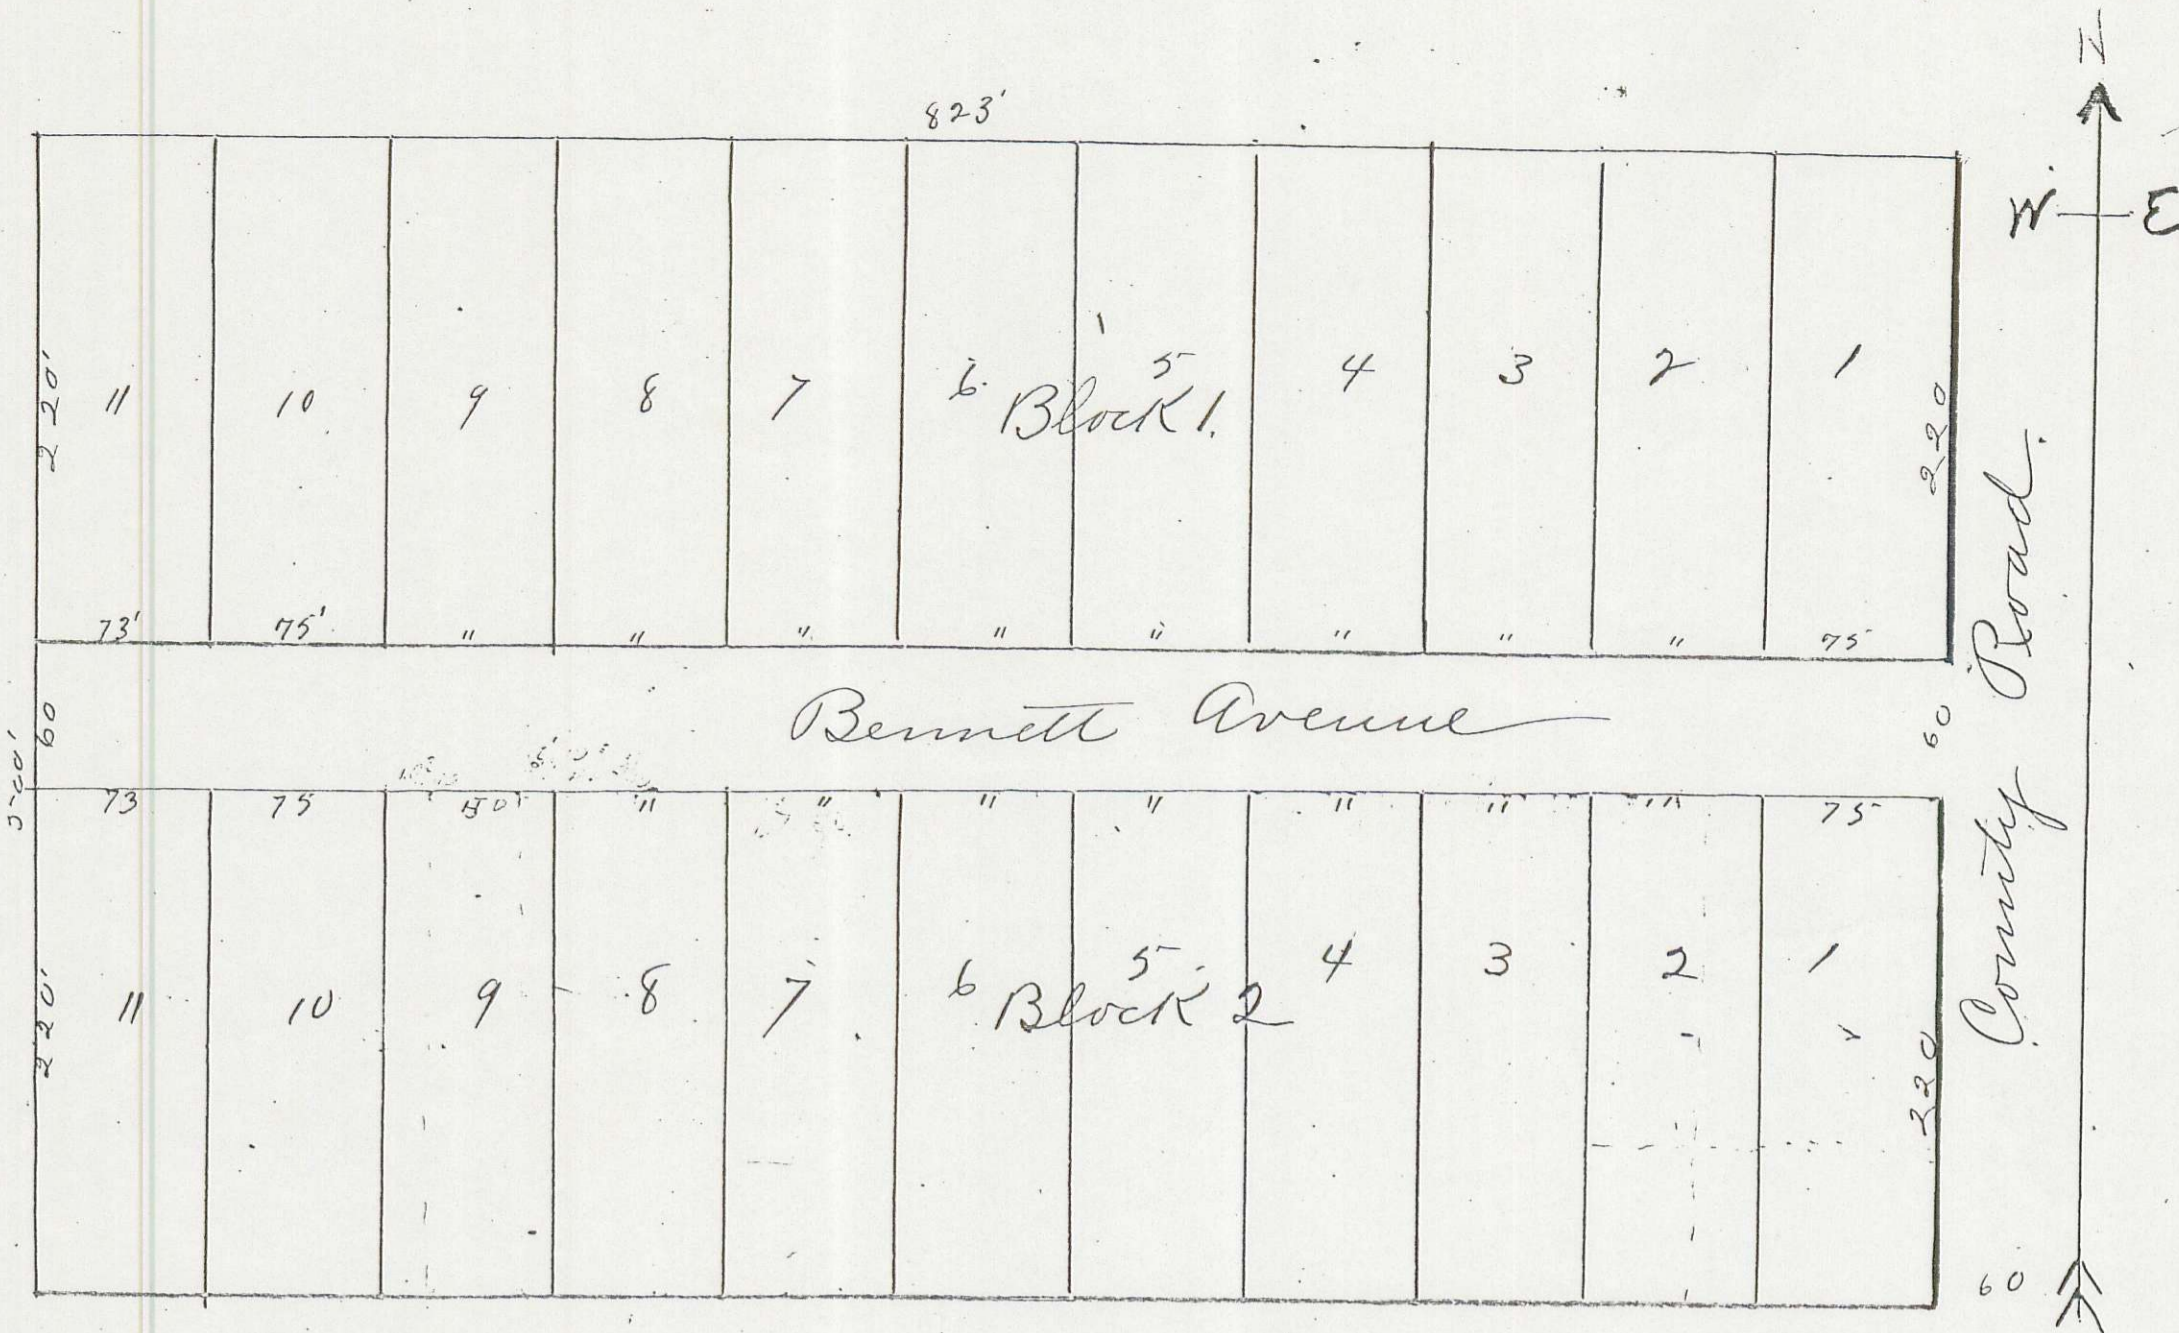 823'
N
W E
11 10 9 8 7 6 5 4 3 2 1
Block 1.
220'
220
73' 75' " " " " " " " " 75
Bennett Avenue
60
60
500'
County Road.
73 75 " " " " " " " 75
11 10 9 8 7 6 5 4 3 2 1
Block 2
220'
220
60